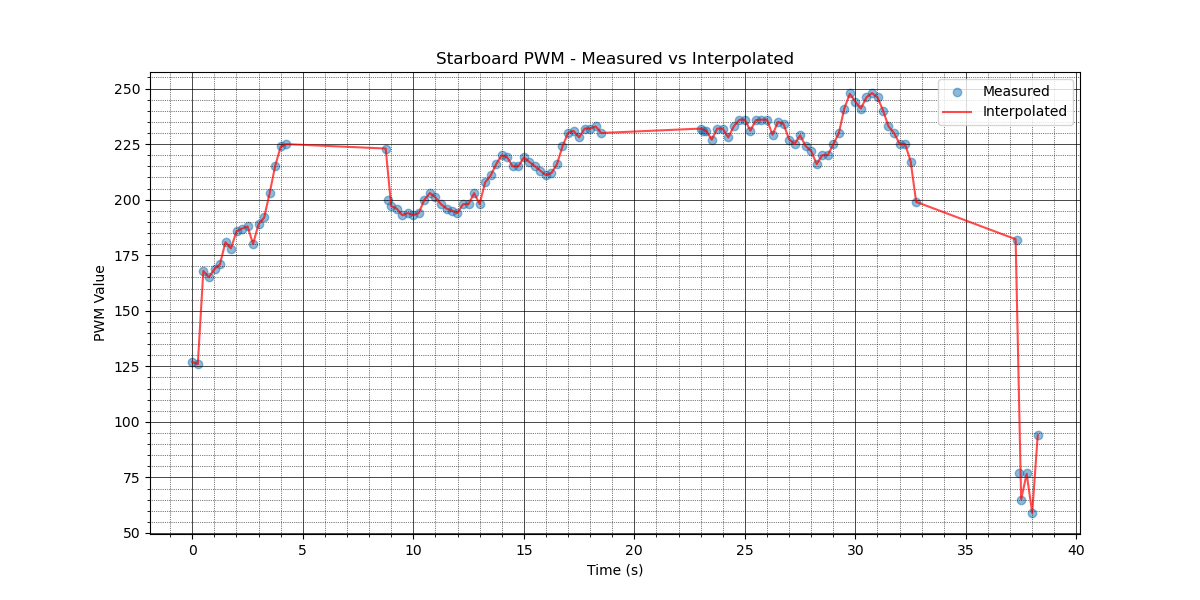 Starboard PWM - Measured vs Interpolated
Measured
Interpolated
PWM Value
250
225
200
175
150
125
100
75
50
0 5 10 15 20 25 30 35 40
Time (s)